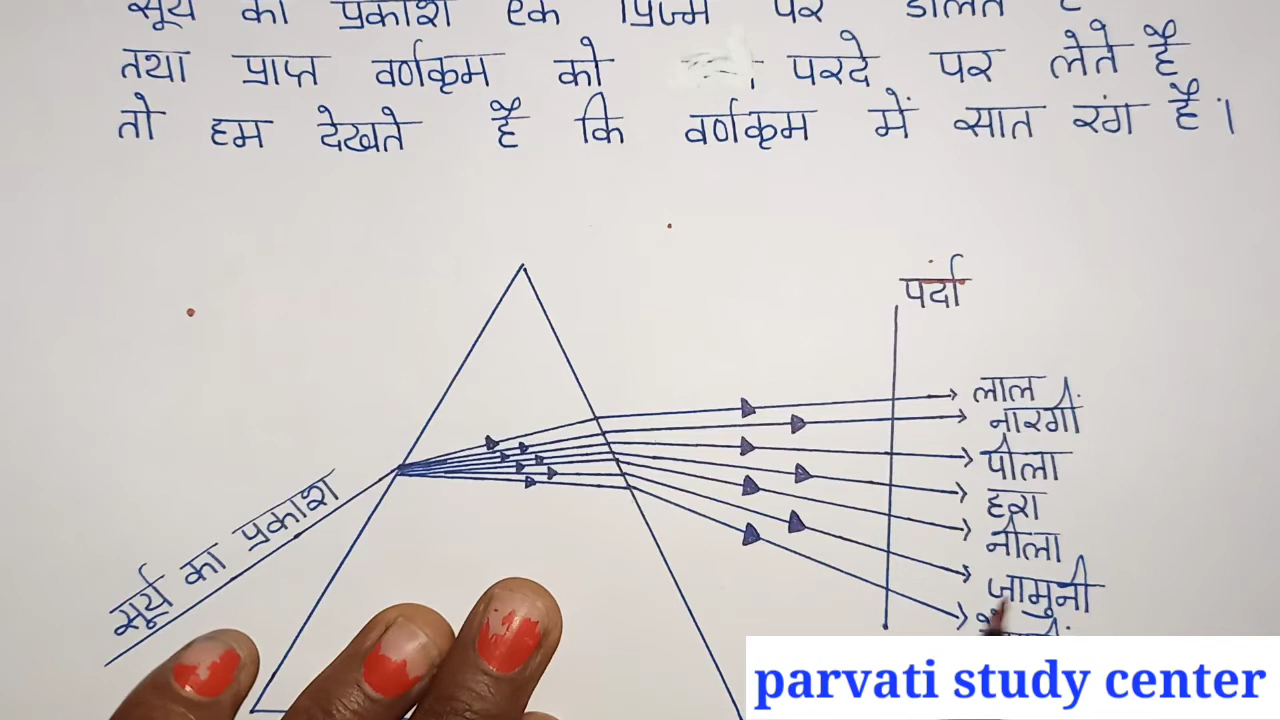 सूर्य का प्रकाश एक प्रिज्म पर डालते
तथा प्राप्त वर्णक्रम को परदे पर लेते है
तो हम देखते है कि वर्णक्रम में सात रंग है।
पर्दा
लाल
नारंगी
पीला
हरा
नीला
जामुनी
सूर्य का प्रकाश
parvati study center